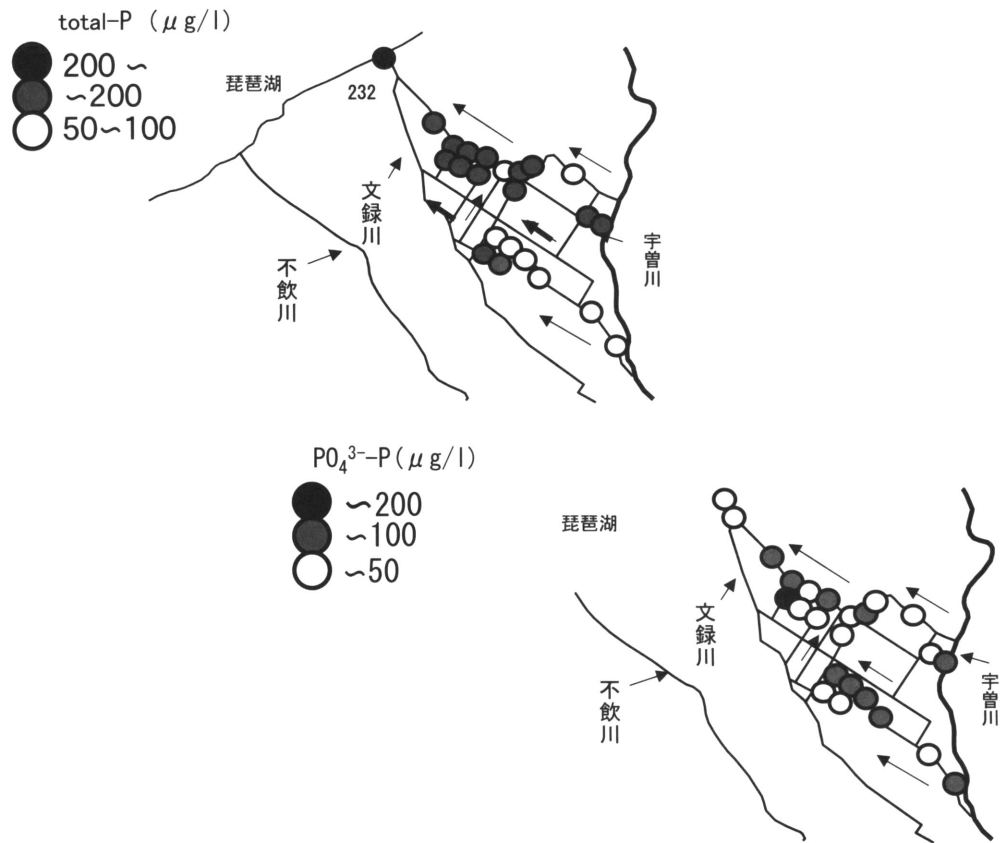 total-P (μg/l)
200 ～
～200
50～100
琵琶湖
232
文録川
不飲川
宇曽川
PO₄³⁻-P(μg/l)
～200
～100
～50
琵琶湖
文録川
不飲川
宇曽川